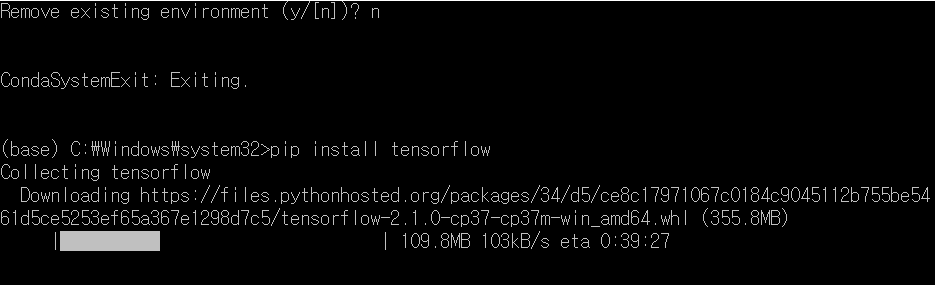 Remove existing environment (y/[n])? n
CondaSystemExit: Exiting.
(base) C:₩Windows₩system32>pip install tensorflow
Collecting tensorflow
Downloading https://files.pythonhosted.org/packages/34/d5/ce8c17971067c0184c9045112b755be54
61d5ce5253ef65a367e1298d7c5/tensorflow-2.1.0-cp37-cp37m-win_amd64.whl (355.8MB)
| | 109.8MB 103kB/s eta 0:39:27